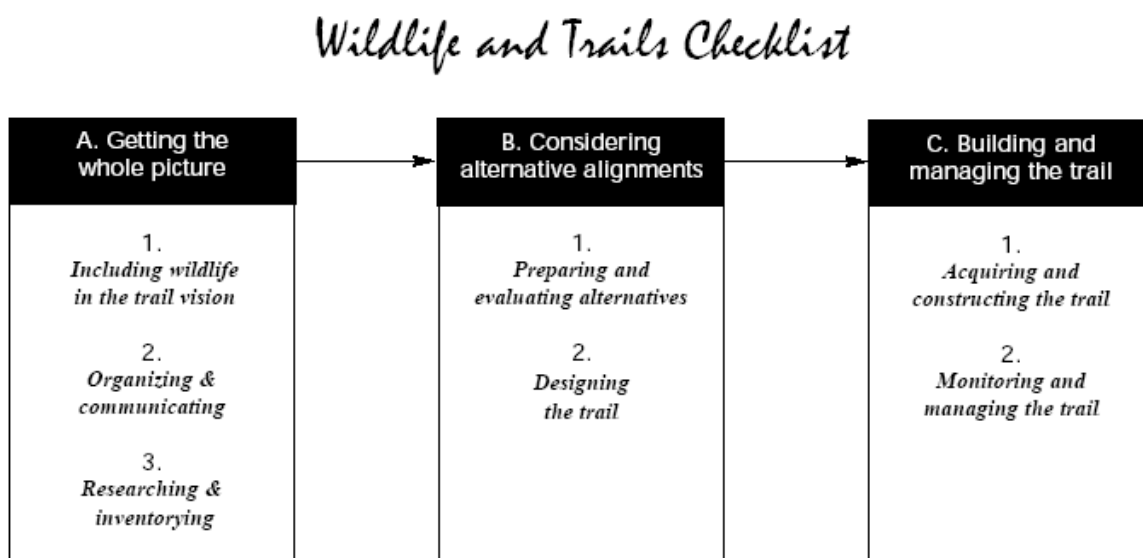 Wildlife and Trails Checklist
A. Getting the
whole picture
1.
Including wildlife
in the trail vision
2.
Organizing &
communicating
3.
Researching &
inventorying
B. Considering
alternative alignments
1.
Preparing and
evaluating alternatives
2.
Designing
the trail
C. Building and
managing the trail
1.
Acquiring and
constructing the trail
2.
Monitoring and
managing the trail